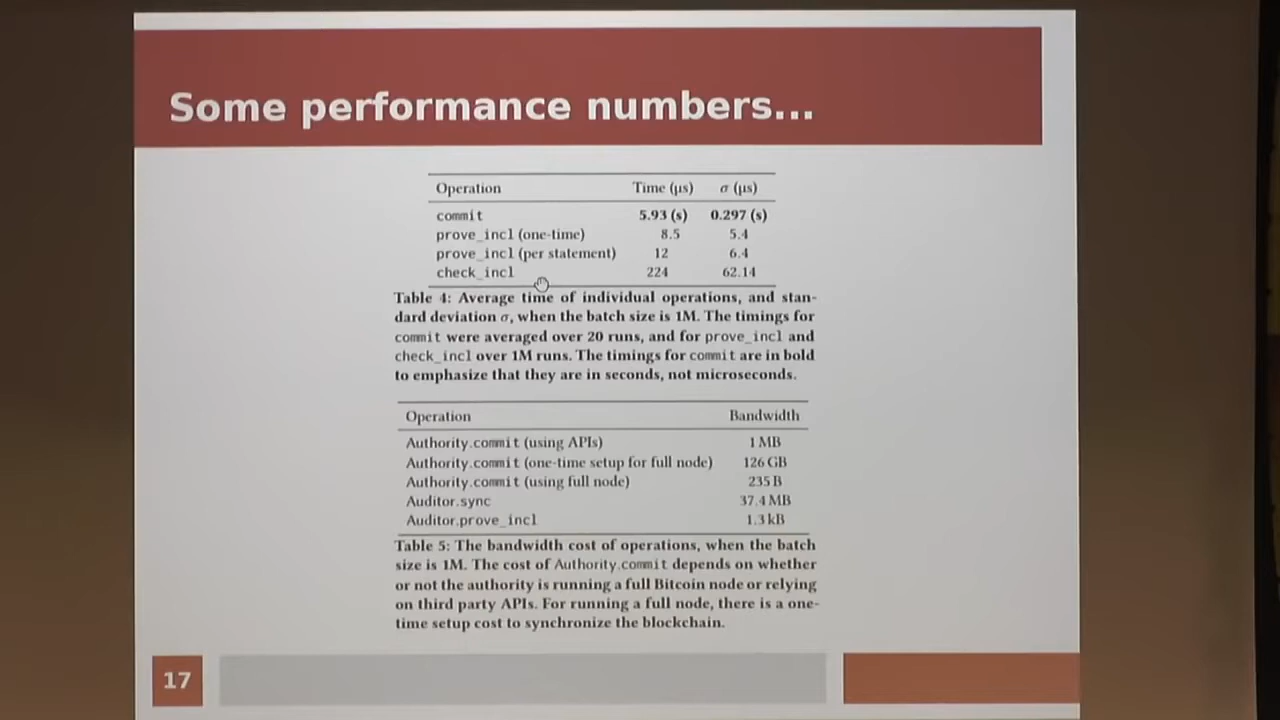 Some performance numbers...
Operation Time (μs) σ (μs)
commit 5.93 (s) 0.297 (s)
prove_incl (one-time) 8.5 5.4
prove_incl (per statement) 12 6.4
check_incl 224 62.14
Table 4: Average time of individual operations, and stan-
dard deviation σ, when the batch size is 1M. The timings for
commit were averaged over 20 runs, and for prove_incl and
check_incl over 1M runs. The timings for commit are in bold
to emphasize that they are in seconds, not microseconds.
Operation Bandwidth
Authority.commit (using APIs) 1 MB
Authority.commit (one-time setup for full node) 126 GB
Authority.commit (using full node) 235 B
Auditor.sync 37.4 MB
Auditor.prove_incl 1.3 kB
Table 5: The bandwidth cost of operations, when the batch
size is 1M. The cost of Authority.commit depends on whether
or not the authority is running a full Bitcoin node or relying
on third party APIs. For running a full node, there is a one-
time setup cost to synchronize the blockchain.
17